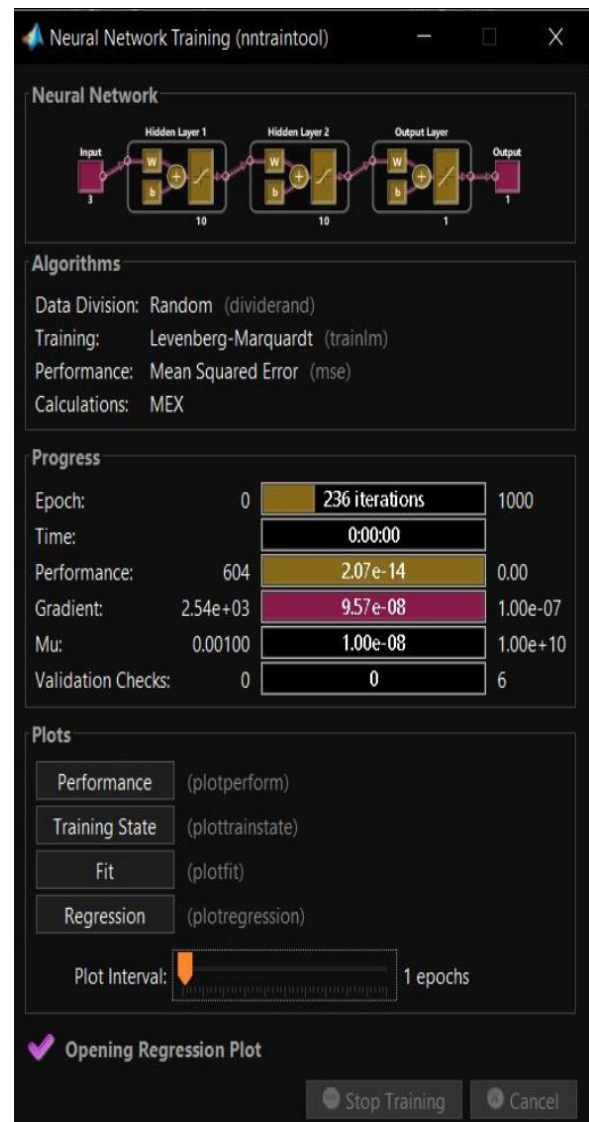 Neural Network Training (nntraintool)
Neural Network
Hidden Layer 1 Hidden Layer 2 Output Layer
Input Output
W W W
+ + +
b b b
3 10 10 1 1
Algorithms
Data Division: Random (dividerand)
Training: Levenberg-Marquardt (trainlm)
Performance: Mean Squared Error (mse)
Calculations: MEX
Progress
Epoch: 0 236 iterations 1000
Time: 0:00:00
Performance: 604 2.07e-14 0.00
Gradient: 2.54e+03 9.57e-08 1.00e-07
Mu: 0.00100 1.00e-08 1.00e+10
Validation Checks: 0 0 6
Plots
Performance (plotperform)
Training State (plottrainstate)
Fit (plotfit)
Regression (plotregression)
Plot Interval: 1 epochs
Opening Regression Plot
Stop Training Cancel